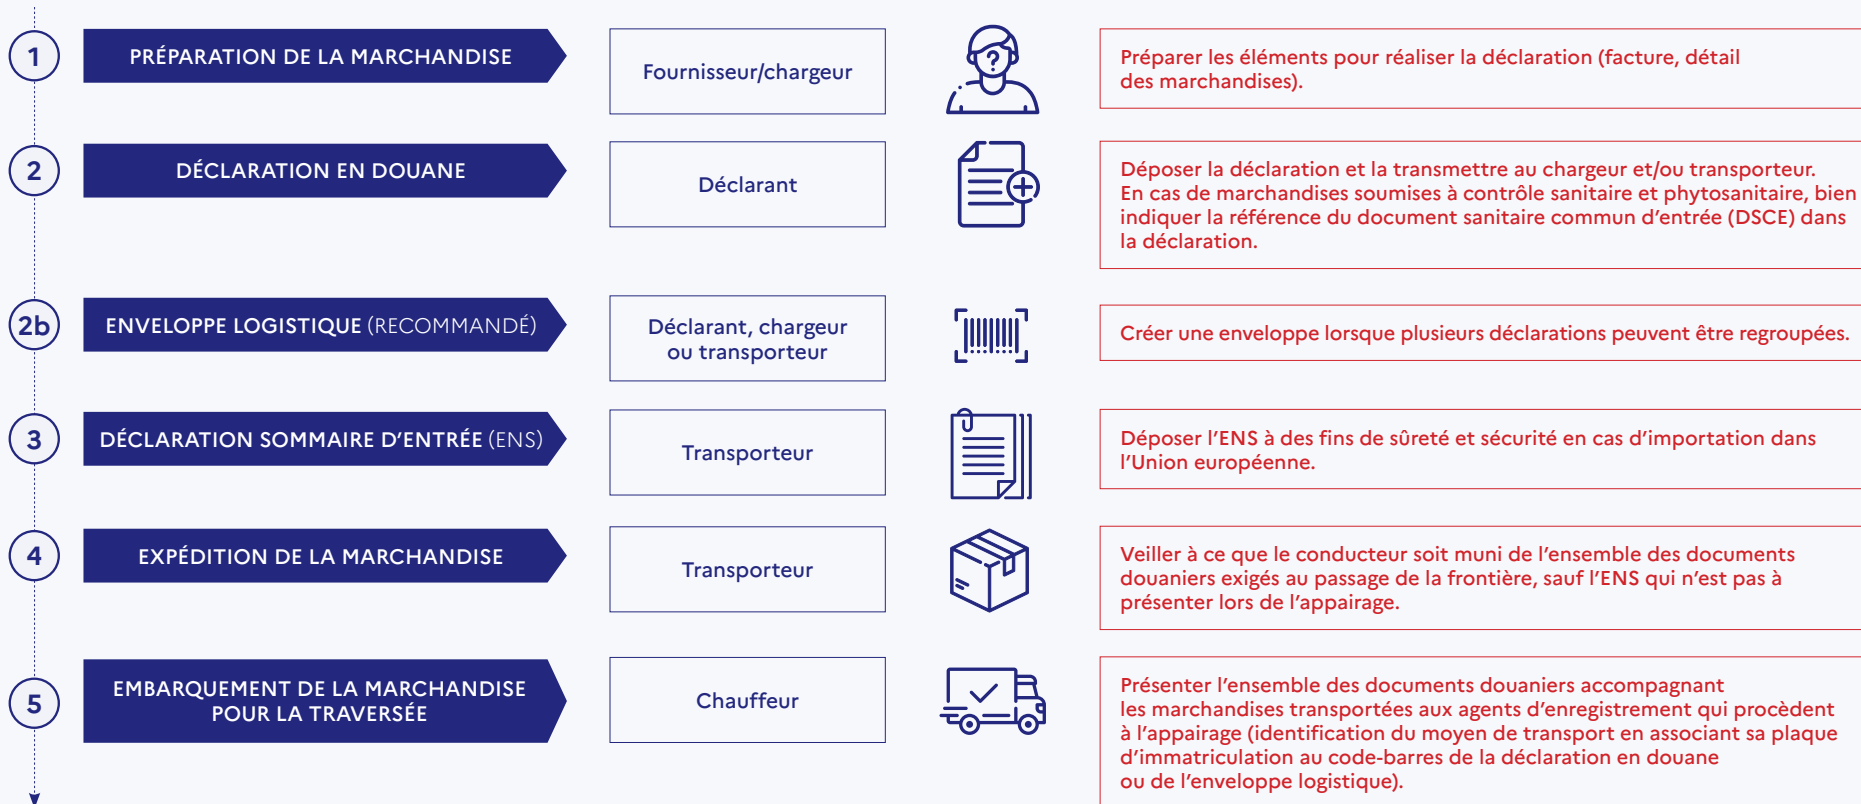 1
PRÉPARATION DE LA MARCHANDISE
Fournisseur/chargeur
Préparer les éléments pour réaliser la déclaration (facture, détail
des marchandises).
2
DÉCLARATION EN DOUANE
Déclarant
Déposer la déclaration et la transmettre au chargeur et/ou transporteur.
En cas de marchandises soumises à contrôle sanitaire et phytosanitaire, bien
indiquer la référence du document sanitaire commun d'entrée (DSCE) dans
la déclaration.
2b
ENVELOPPE LOGISTIQUE (RECOMMANDÉ)
Déclarant, chargeur
ou transporteur
Créer une enveloppe lorsque plusieurs déclarations peuvent être regroupées.
3
DÉCLARATION SOMMAIRE D'ENTRÉE (ENS)
Transporteur
Déposer l'ENS à des fins de sûreté et sécurité en cas d'importation dans
l'Union européenne.
4
EXPÉDITION DE LA MARCHANDISE
Transporteur
Veiller à ce que le conducteur soit muni de l'ensemble des documents
douaniers exigés au passage de la frontière, sauf l'ENS qui n'est pas à
présenter lors de l'appairage.
5
EMBARQUEMENT DE LA MARCHANDISE
POUR LA TRAVERSÉE
Chauffeur
Présenter l'ensemble des documents douaniers accompagnant
les marchandises transportées aux agents d'enregistrement qui procèdent
à l'appairage (identification du moyen de transport en associant sa plaque
d'immatriculation au code-barres de la déclaration en douane
ou de l'enveloppe logistique).